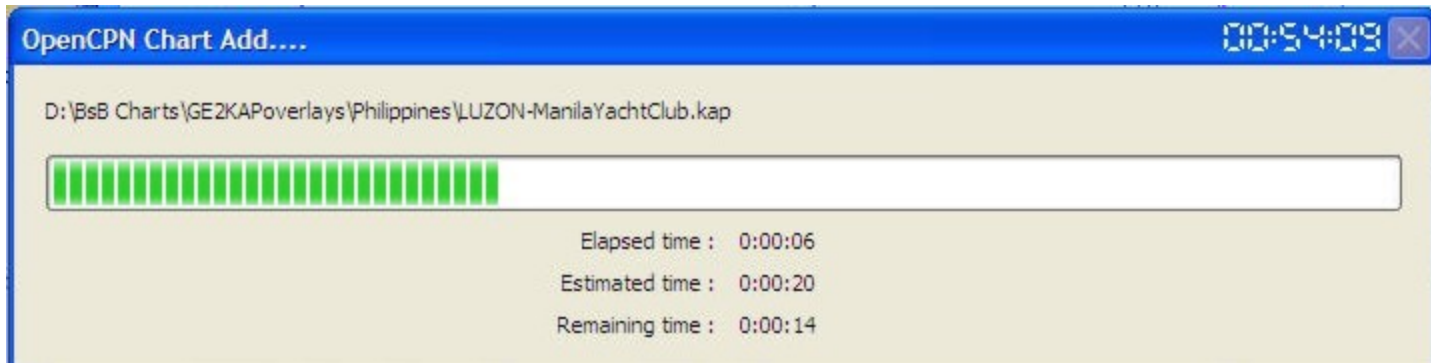 OpenCPN Chart Add.... 00:54:09
D:\BsB Charts\GE2KAPoverlays\Philippines\LUZON-ManilaYachtClub.kap
Elapsed time : 0:00:06
Estimated time : 0:00:20
Remaining time : 0:00:14